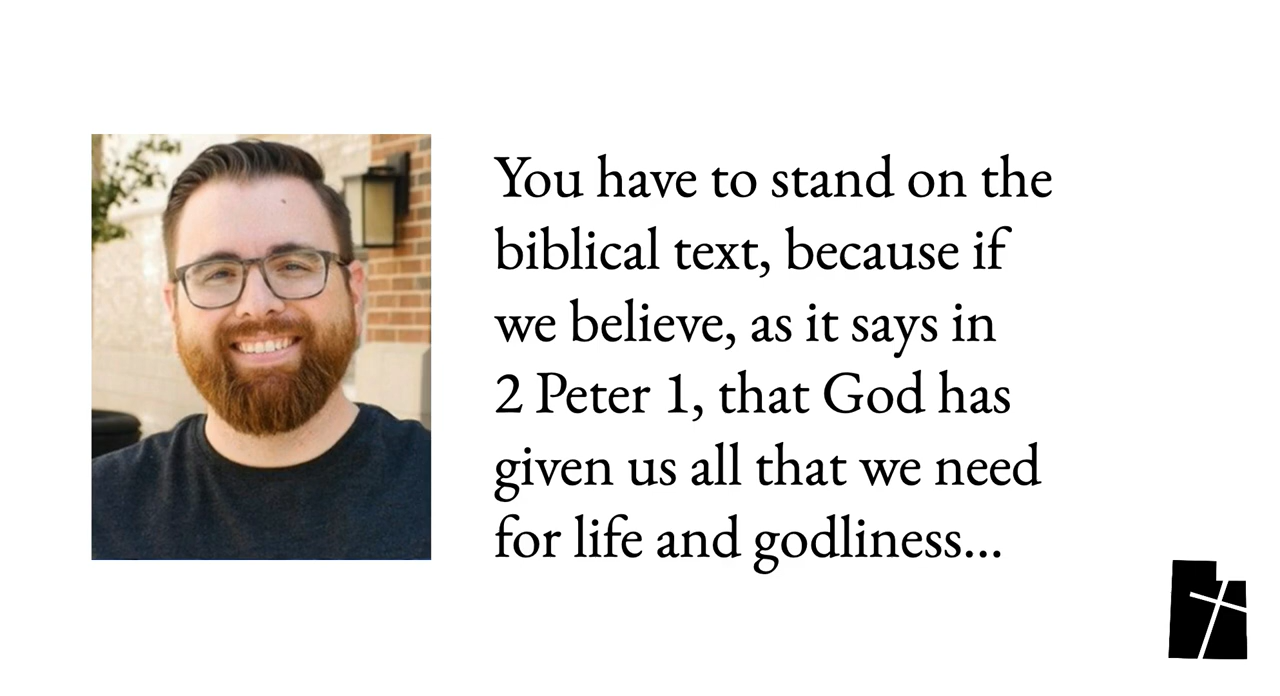 You have to stand on the
biblical text, because if
we believe, as it says in
2 Peter 1, that God has
given us all that we need
for life and godliness...